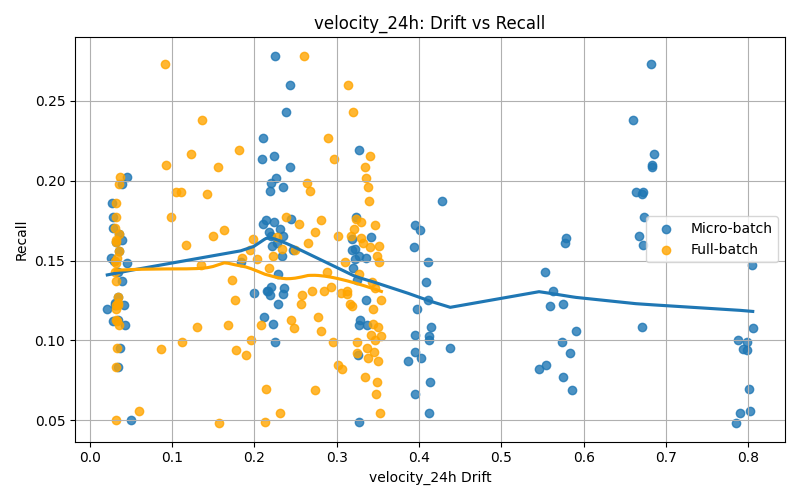 velocity_24h: Drift vs Recall
Recall
0.25
0.20
0.15
0.10
0.05
Micro-batch
Full-batch
0.0 0.1 0.2 0.3 0.4 0.5 0.6 0.7 0.8
velocity_24h Drift